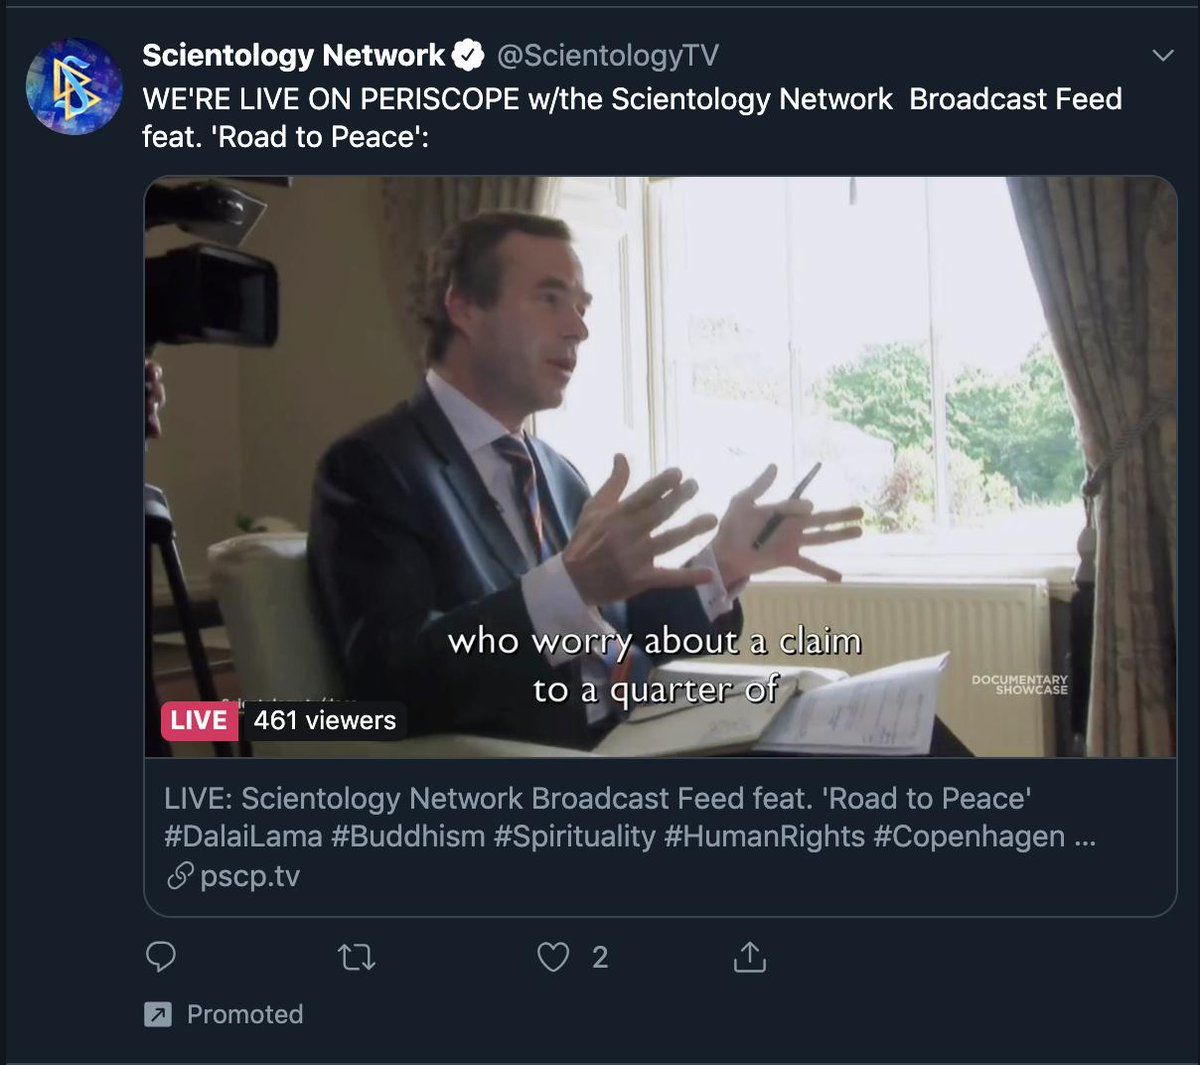 Scientology Network @ScientologyTV
WE'RE LIVE ON PERISCOPE w/the Scientology Network Broadcast Feed
feat. 'Road to Peace':
who worry about a claim
to a quarter of
DOCUMENTARY
SHOWCASE
LIVE 461 viewers
LIVE: Scientology Network Broadcast Feed feat. 'Road to Peace'
#DalaiLama #Buddhism #Spirituality #HumanRights #Copenhagen ...
pscp.tv
2
Promoted